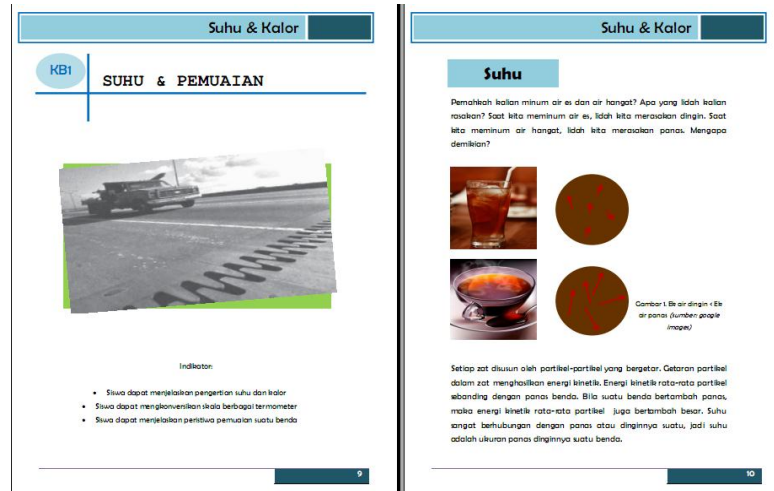 Suhu & Kalor
KB1
SUHU & PEMUAIAN
Indikator:
• Siswa dapat menjelaskan pengertian suhu dan kalor
• Siswa dapat mengkonversikan skala berbagai termometer
• Siswa dapat menjelaskan peristiwa pemuaian suatu benda
9
Suhu & Kalor
Suhu
Pernahkah kalian minum air es dan air hangat? Apa yang lidah kalian
rasakan? Saat kita meminum air es, lidah kita merasakan dingin. Saat
kita meminum air hangat, lidah kita merasakan panas. Mengapa
demikian?
Gambar 1. Ek air dingin < Ek
air panas (sumber: google
images)
Setiap zat disusun oleh partikel-partikel yang bergetar. Getaran partikel
dalam zat menghasilkan energi kinetik. Energi kinetik rata-rata partikel
sebanding dengan panas benda. Bila suatu benda bertambah panas,
maka energi kinetik rata-rata partikel juga bertambah besar. Suhu
sangat berhubungan dengan panas atau dinginnya suatu, jadi suhu
adalah ukuran panas dinginnya suatu benda.
10